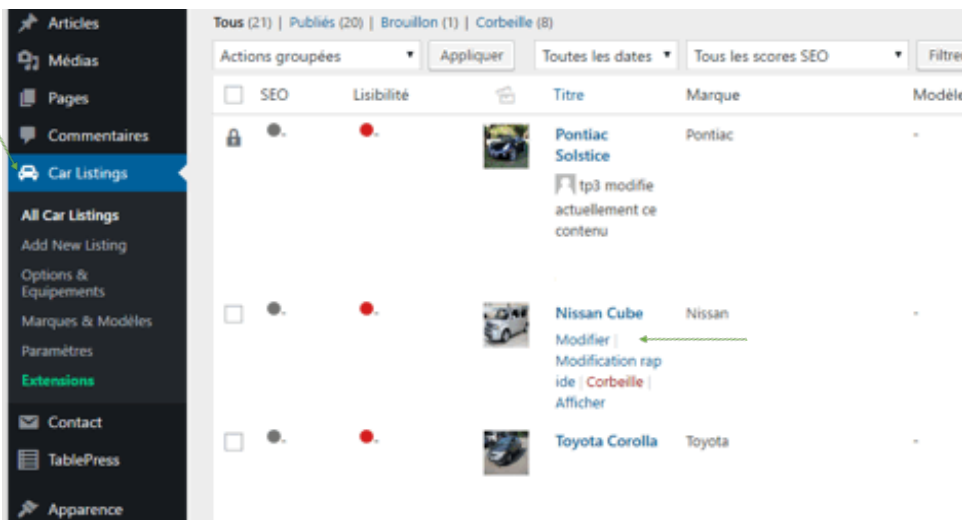 Articles
Médias
Pages
Commentaires
Car Listings
All Car Listings
Add New Listing
Options &
Equipements
Marques & Modèles
Paramètres
Extensions
Contact
TablePress
Apparence
Tous (21) | Publiés (20) | Brouillon (1) | Corbeille (8)
Actions groupées Appliquer Toutes les dates Tous les scores SEO Filtrer
SEO Lisibilité Titre Marque Modèle
Pontiac Solstice
Pontiac -
tp3 modifie
actuellement ce
contenu
Nissan Cube Nissan -
Modifier |
Modification rap
ide | Corbeille |
Afficher
Toyota Corolla Toyota -